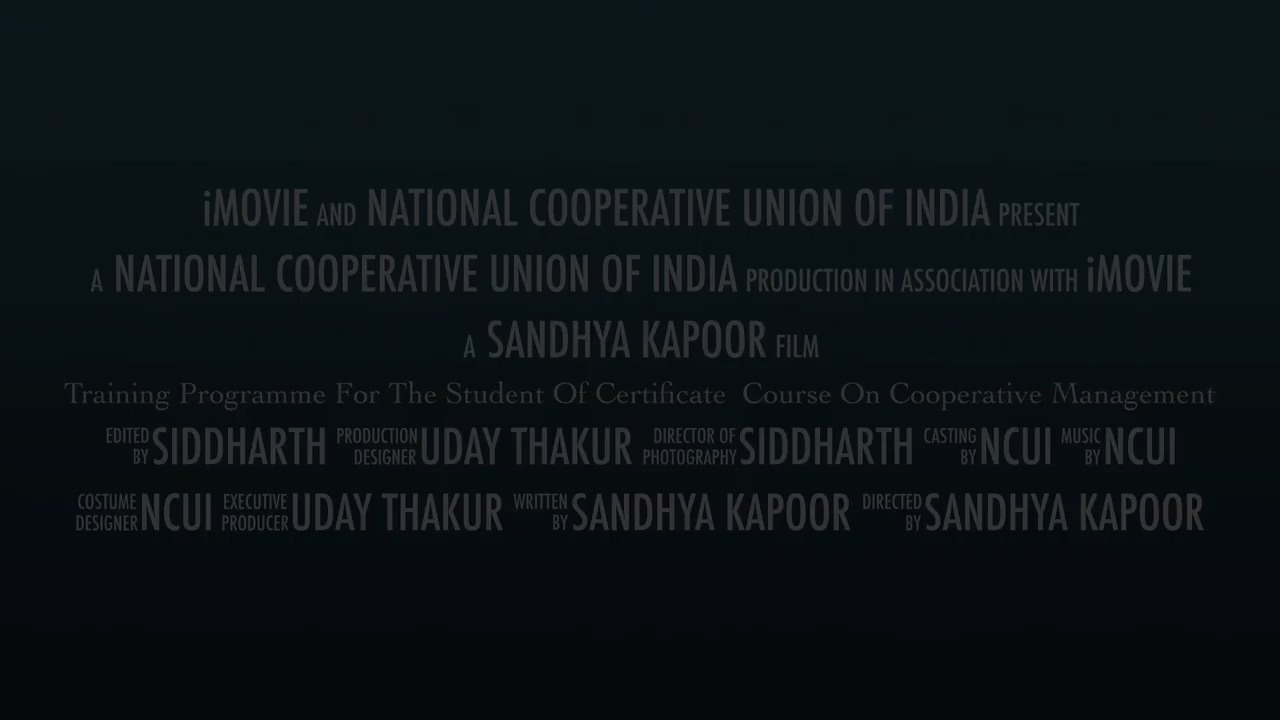 iMOVIE AND NATIONAL COOPERATIVE UNION OF INDIA PRESENT
A NATIONAL COOPERATIVE UNION OF INDIA PRODUCTION IN ASSOCIATION WITH iMOVIE
A SANDHYA KAPOOR FILM
Training Programme For The Student Of Certificate Course On Cooperative Management
EDITED BY SIDDHARTH PRODUCTION DESIGNER UDAY THAKUR DIRECTOR OF PHOTOGRAPHY SIDDHARTH CASTING BY NCUI MUSIC BY NCUI
COSTUME DESIGNER NCUI EXECUTIVE PRODUCER UDAY THAKUR WRITTEN BY SANDHYA KAPOOR DIRECTED BY SANDHYA KAPOOR